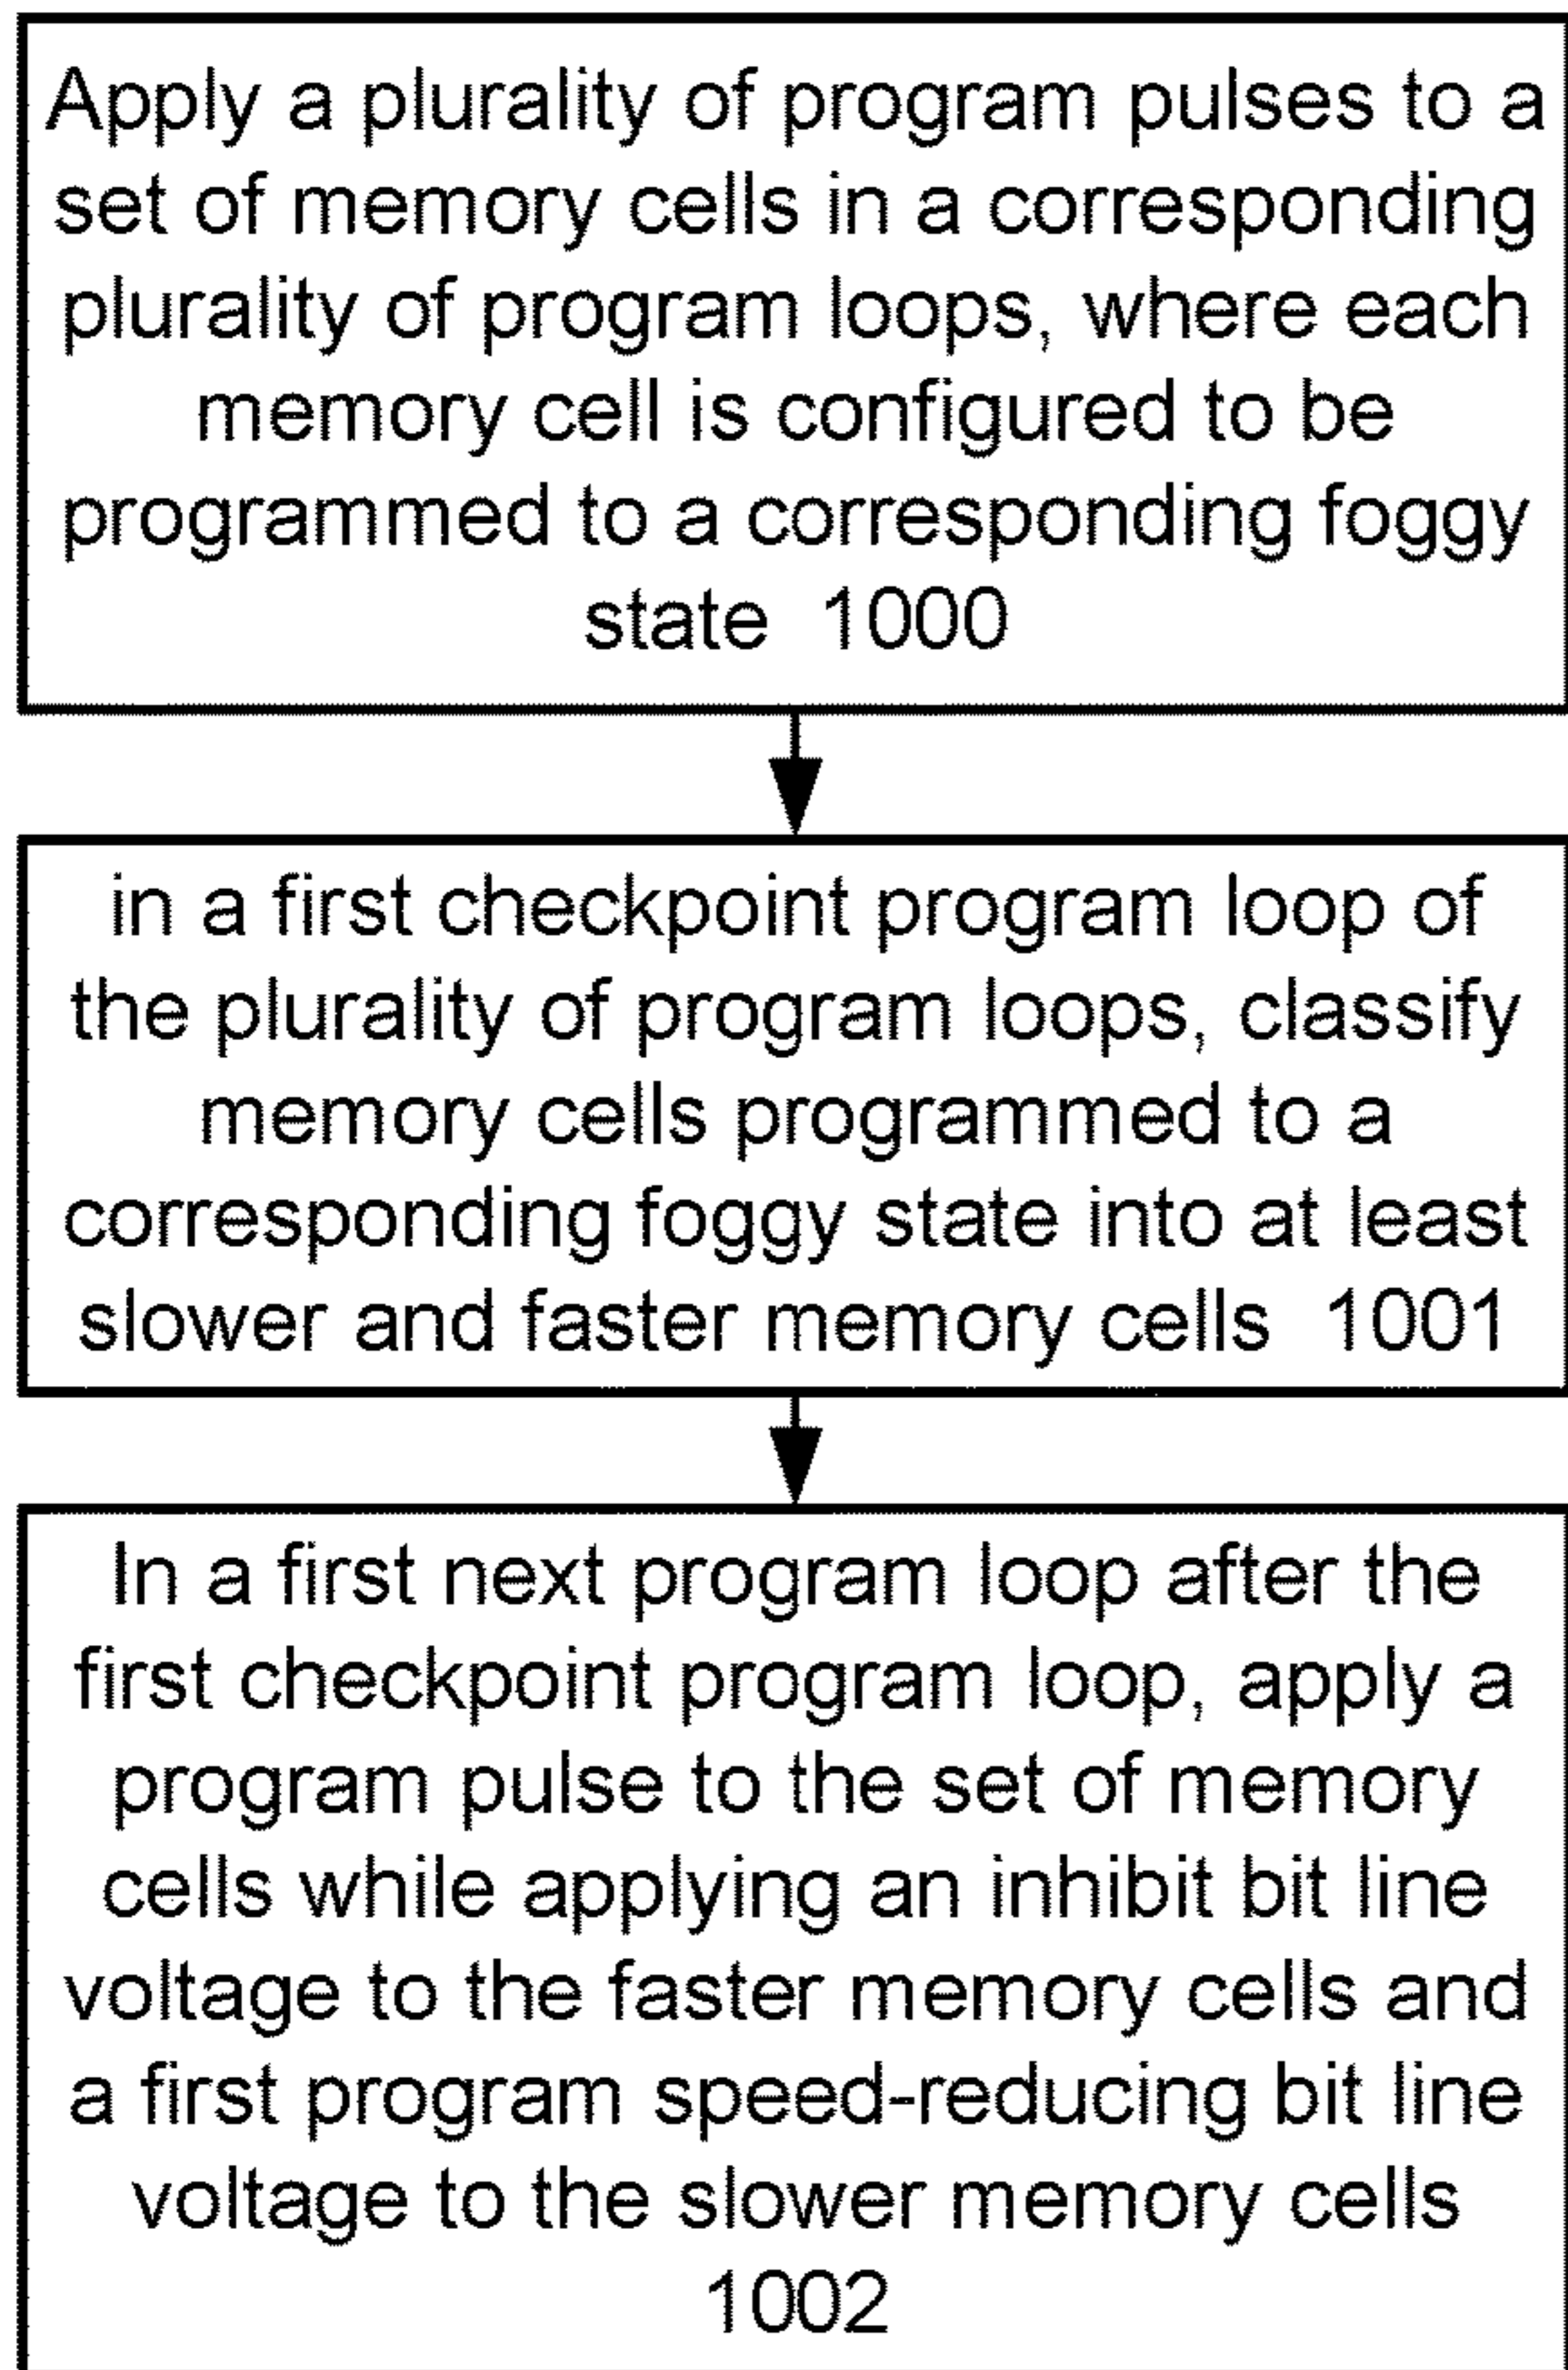 Apply a plurality of program pulses to a
set of memory cells in a corresponding
plurality of program loops, where each
memory cell is configured to be
programmed to a corresponding foggy
state 1000
in a first checkpoint program loop of
the plurality of program loops, classify
memory cells programmed to a
corresponding foggy state into at least
slower and faster memory cells 1001
In a first next program loop after the
first checkpoint program loop, apply a
program pulse to the set of memory
cells while applying an inhibit bit line
voltage to the faster memory cells and
a first program speed-reducing bit line
voltage to the slower memory cells
1002